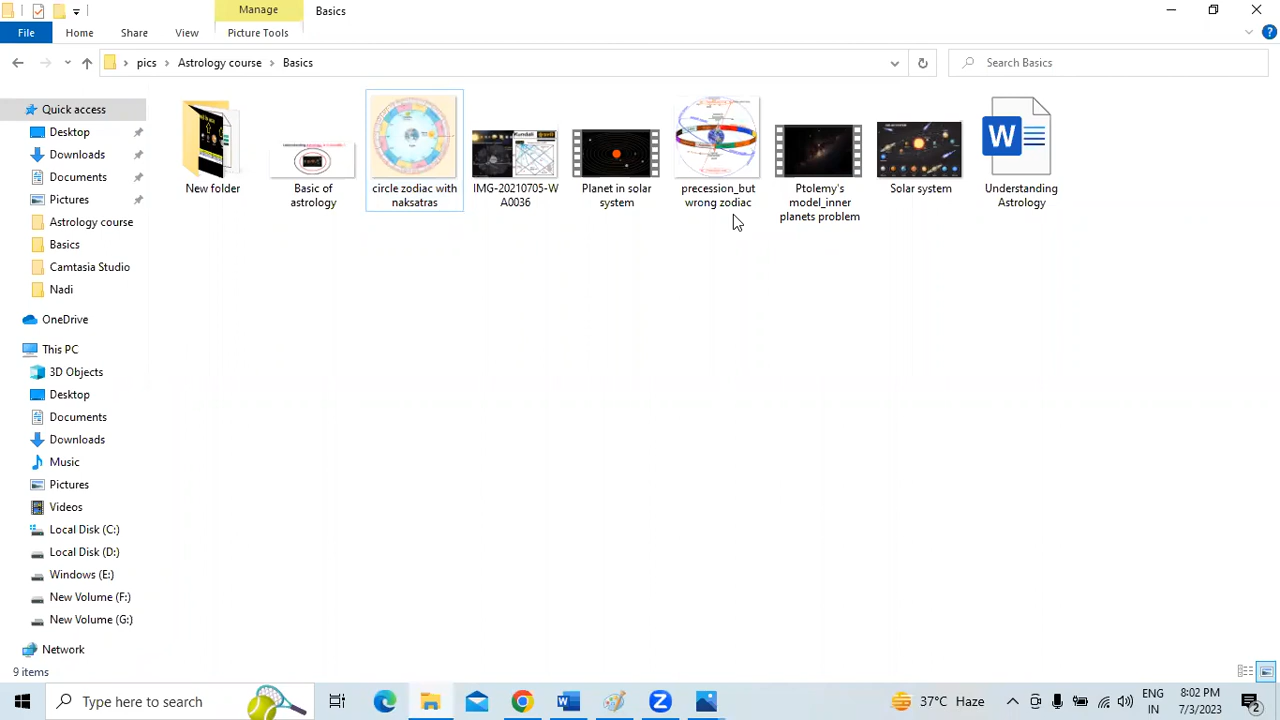 Manage
Basics
File
Home
Share
View
Picture Tools
pics
Astrology course
Basics
Search Basics
Quick access
Desktop
Downloads
Documents
Pictures
Astrology course
Basics
Camtasia Studio
Nadi
OneDrive
This PC
3D Objects
Desktop
Documents
Downloads
Music
Pictures
Videos
Local Disk (C:)
Local Disk (D:)
Windows (E:)
New Volume (F:)
New Volume (G:)
Network
New folder
Basic of
astrology
circle zodiac with
naksatras
Kundali
IMG-20210705-W
A0036
Planet in solar
system
precession_but
wrong zodiac
Ptolemy's
model_inner
planets problem
Solar system
W
Understanding
Astrology
9 items
Type here to search
37°C Haze
ENG
IN
8:02 PM
7/3/2023
2